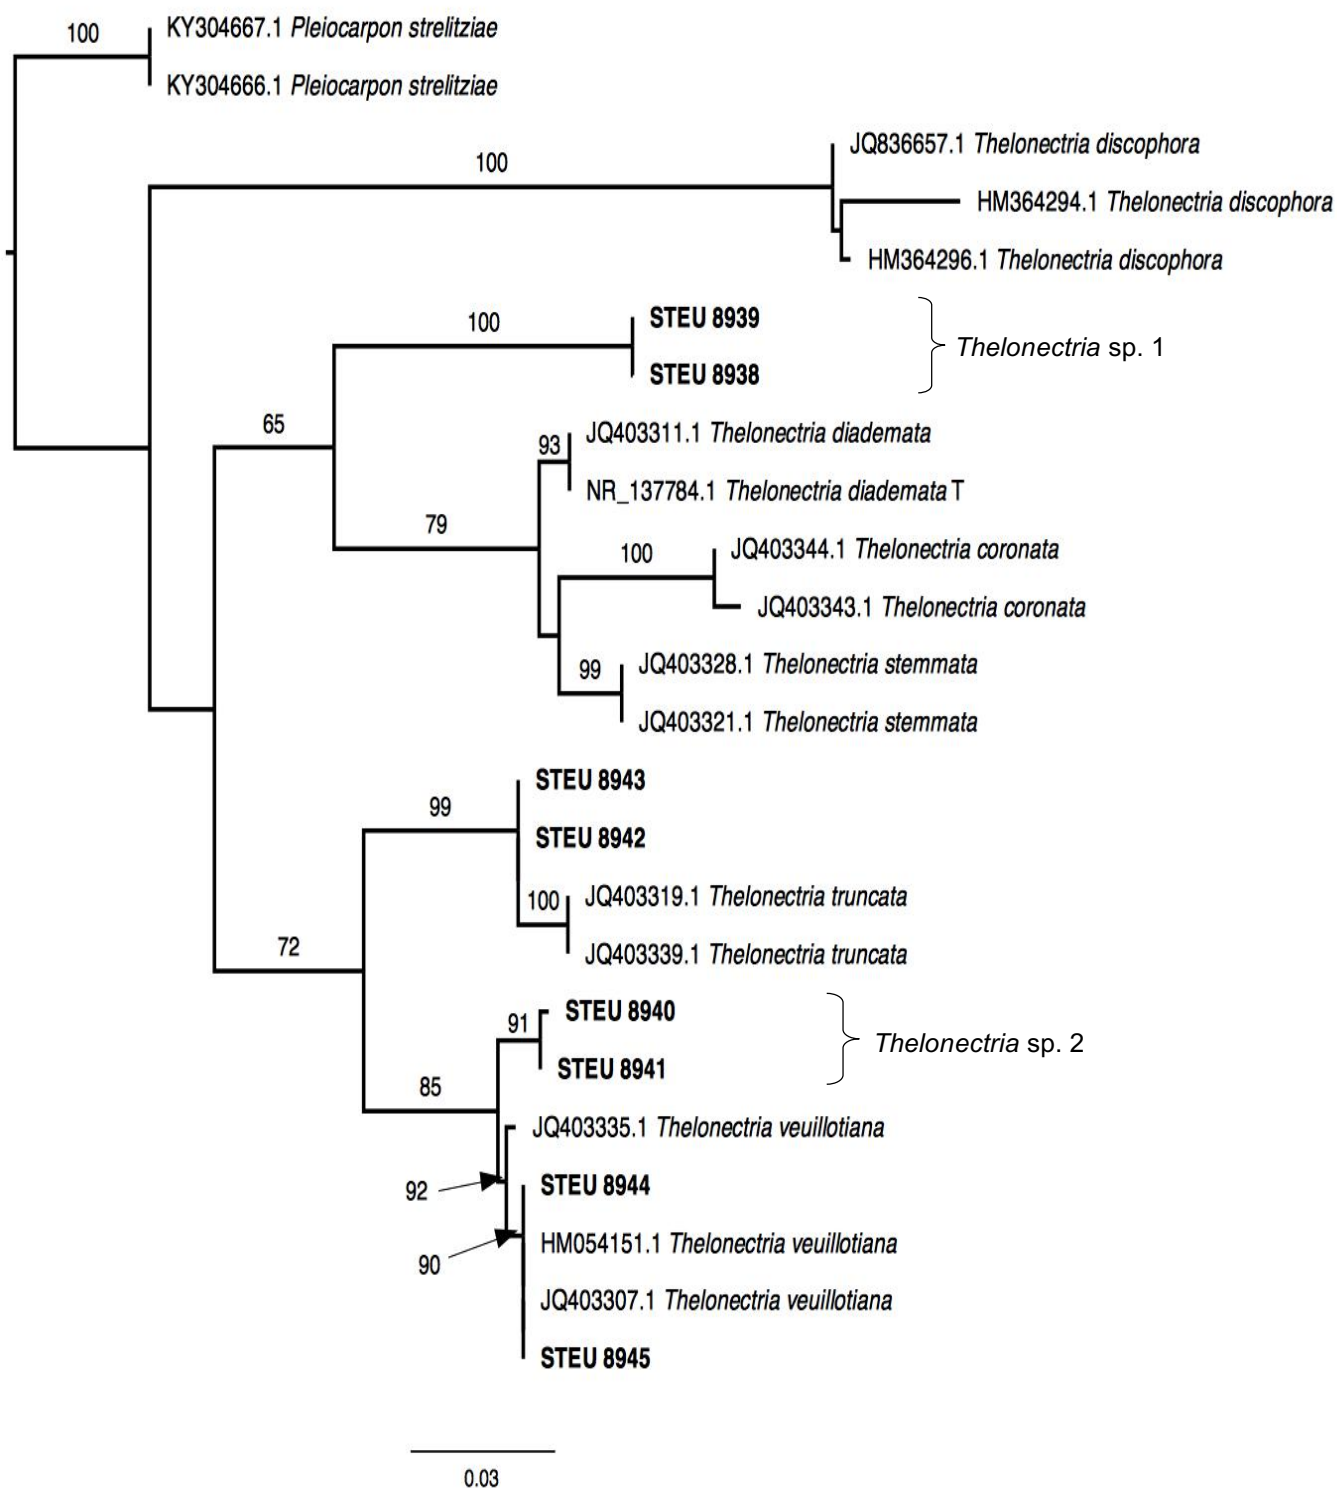 100
KY304667.1 Pleiocarpon strelitziae
KY304666.1 Pleiocarpon strelitziae
JQ836657.1 Thelonectria discophora
100
HM364294.1 Thelonectria discophora
HM364296.1 Thelonectria discophora
STEU 8939
100
Thelonectria sp. 1
STEU 8938
65
JQ403311.1 Thelonectria diademata
93
NR_137784.1 Thelonectria diademata T
79
JQ403344.1 Thelonectria coronata
100
JQ403343.1 Thelonectria coronata
JQ403328.1 Thelonectria stemmata
99
JQ403321.1 Thelonectria stemmata
STEU 8943
99
STEU 8942
JQ403319.1 Thelonectria truncata
100
JQ403339.1 Thelonectria truncata
72
STEU 8940
91
Thelonectria sp. 2
STEU 8941
85
JQ403335.1 Thelonectria veuillotiana
92
STEU 8944
HM054151.1 Thelonectria veuillotiana
90
JQ403307.1 Thelonectria veuillotiana
STEU 8945
0.03